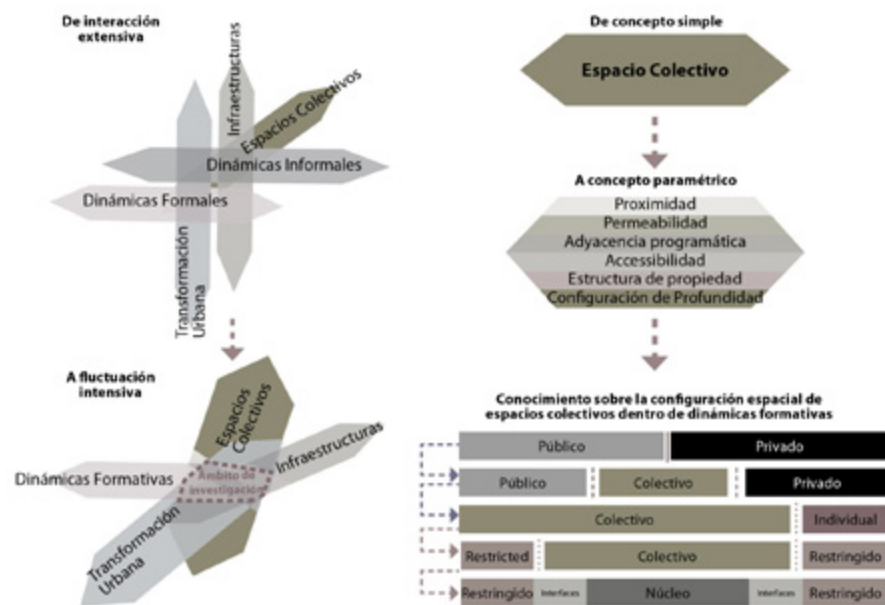 De interacción
extensiva
Infraestructuras
Espacios Colectivos
Dinámicas Informales
Dinámicas Formales
Transformación
Urbana
A fluctuación
intensiva
Espacios
Colectivos
Infraestructuras
Dinámicas Formativas
Ámbito de
investigación
Transformación
Urbana
De concepto simple
Espacio Colectivo
A concepto paramétrico
Proximidad
Permeabilidad
Adyacencia programática
Accessibilidad
Estructura de propiedad
Configuración de Profundidad
Conocimiento sobre la configuración espacial de
espacios colectivos dentro de dinámicas formativas
Público Privado
Público Colectivo Privado
Colectivo Individual
Restricted Colectivo Restringido
Restringido Interfaces Núcleo Interfaces Restringido